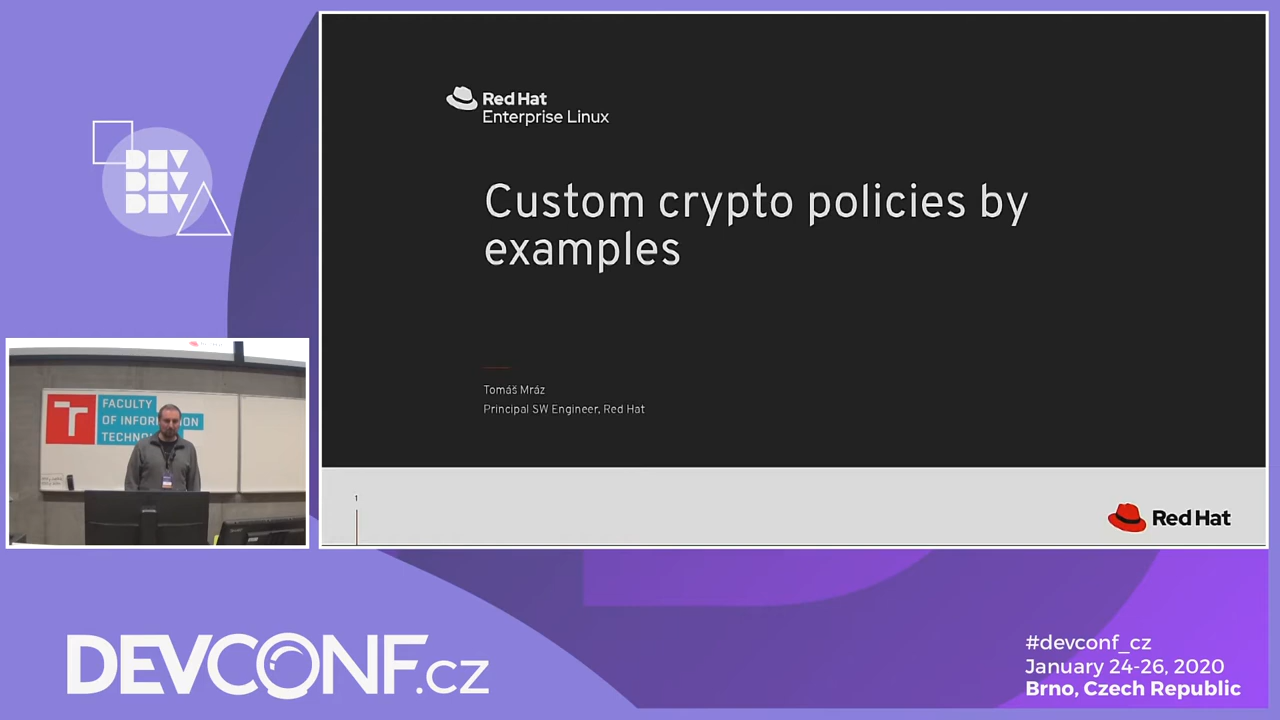 DEV
DEV
DEV
Red Hat
Enterprise Linux
Custom crypto policies by
examples
Tomáš Mráz
Principal SW Engineer, Red Hat
1
Red Hat
T
FACULTY
OF INFOR ION
TECHNO
DEVCONF.cz
#devconf_cz
January 24-26, 2020
Brno, Czech Republic